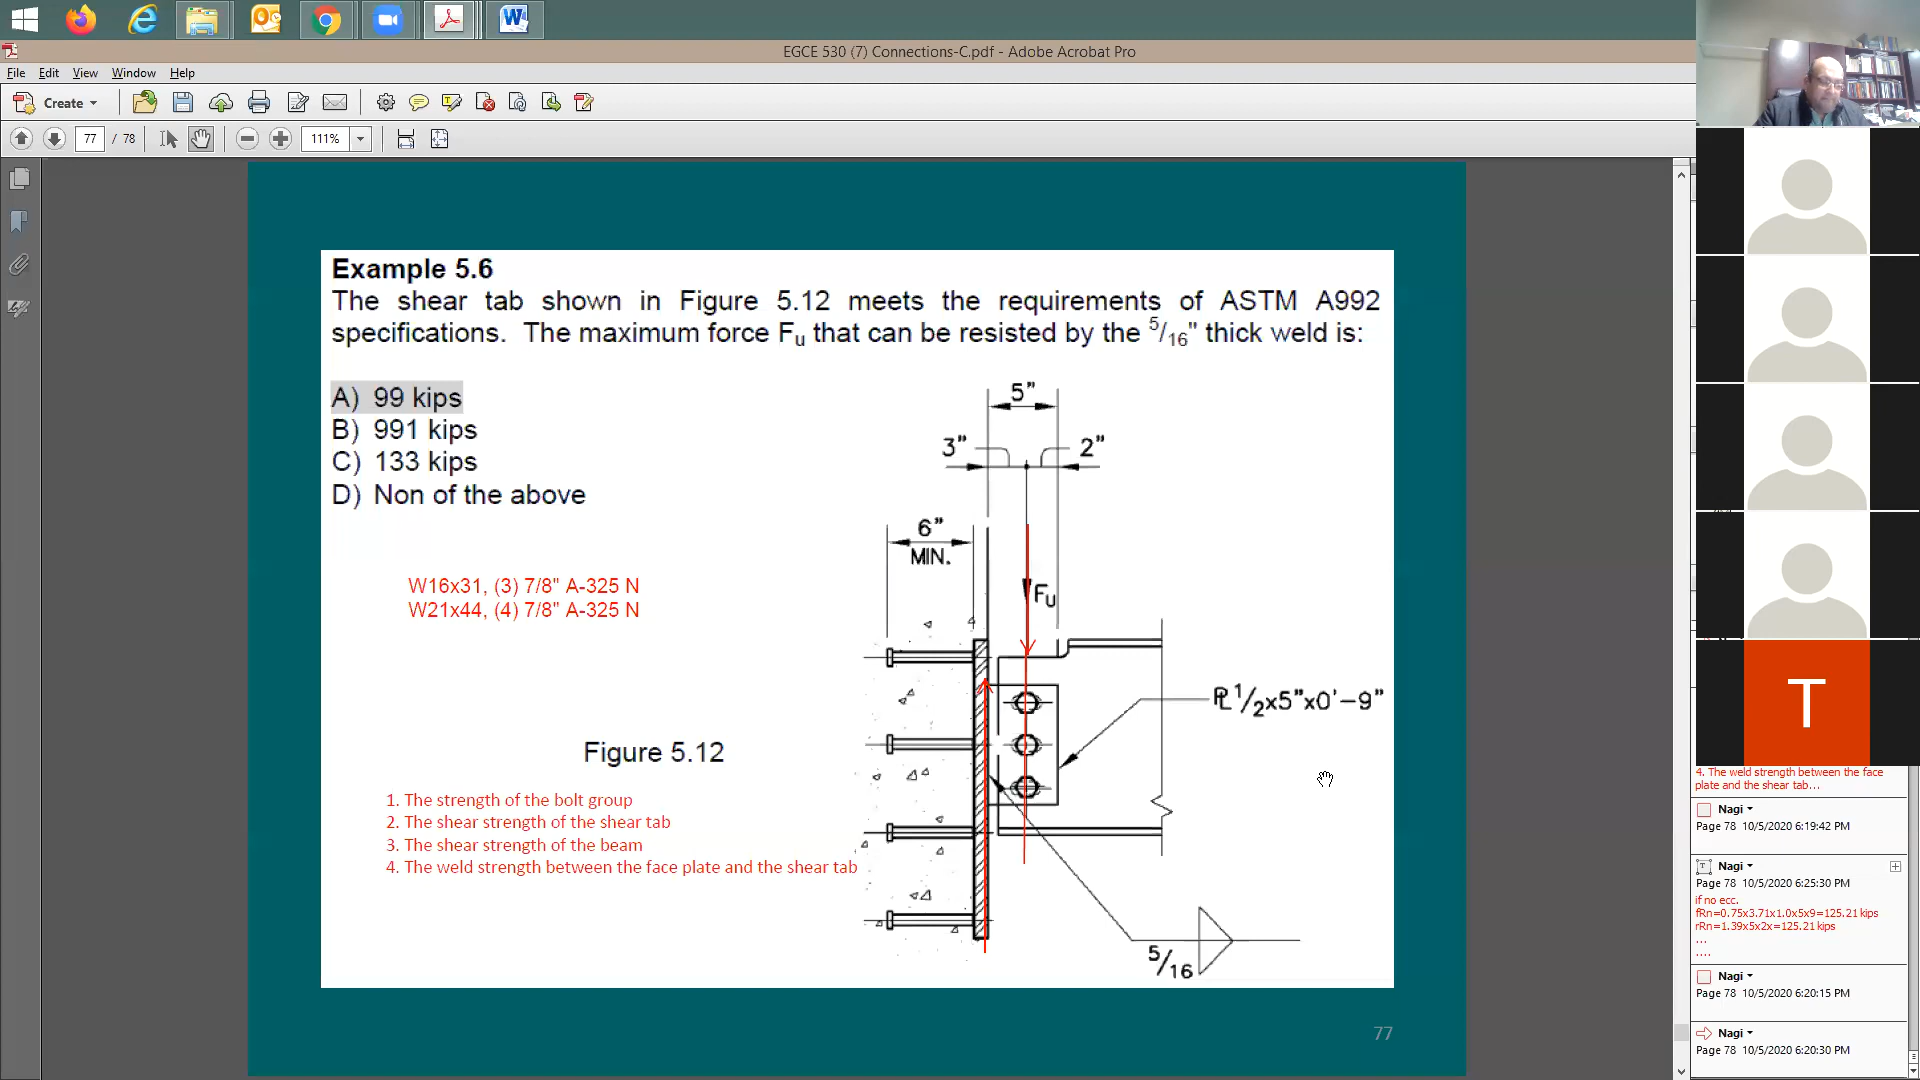 EGCE 530 (7) Connections-C.pdf - Adobe Acrobat Pro
File Edit View Window Help
Create
77 / 78 111%
Example 5.6
The shear tab shown in Figure 5.12 meets the requirements of ASTM A992
specifications. The maximum force Fu that can be resisted by the 5/16" thick weld is:
A) 99 kips
B) 991 kips
C) 133 kips
D) Non of the above
5"
3" 2"
6"
MIN.
W16x31, (3) 7/8" A-325 N
W21x44, (4) 7/8" A-325 N
Fu
PL 1/2x5"x0'-9"
Figure 5.12
1. The strength of the bolt group
2. The shear strength of the shear tab
3. The shear strength of the beam
4. The weld strength between the face plate and the shear tab
5/16
77
T
4. The weld strength between the face
plate and the shear tab...
Nagi
Page 78 10/5/2020 6:19:42 PM
Nagi
Page 78 10/5/2020 6:25:30 PM
if no ecc.
fRn=0.75x3.71x1.0x5x9=125.21 kips
rRn=1.39x5x2x=125.21 kips
...
....
Nagi
Page 78 10/5/2020 6:20:15 PM
Nagi
Page 78 10/5/2020 6:20:30 PM